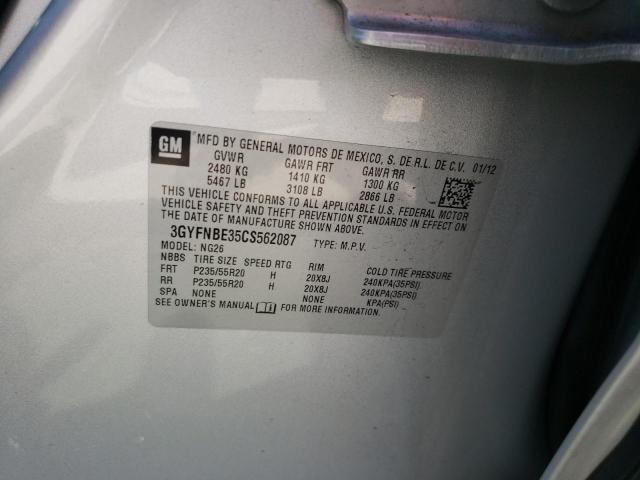 GM MFD BY GENERAL MOTORS DE MEXICO, S. DE R.L. DE C.V. 01/12
GVWR GAWR FRT GAWR RR
2480 KG 1410 KG 1300 KG
5467 LB 3108 LB 2866 LB
THIS VEHICLE CONFORMS TO ALL APPLICABLE U.S. FEDERAL MOTOR
VEHICLE SAFETY AND THEFT PREVENTION STANDARDS IN EFFECT ON
THE DATE OF MANUFACTURE SHOWN ABOVE.
3GYFNBE35CS562087 TYPE: M.P.V.
MODEL: NG26
NBBS TIRE SIZE SPEED RTG RIM COLD TIRE PRESSURE
FRT P235/55R20 H 20X8J 240KPA(35PSI)
RR P235/55R20 H 20X8J 240KPA(35PSI)
SPA NONE NONE KPA(PSI)
SEE OWNER'S MANUAL FOR MORE INFORMATION.